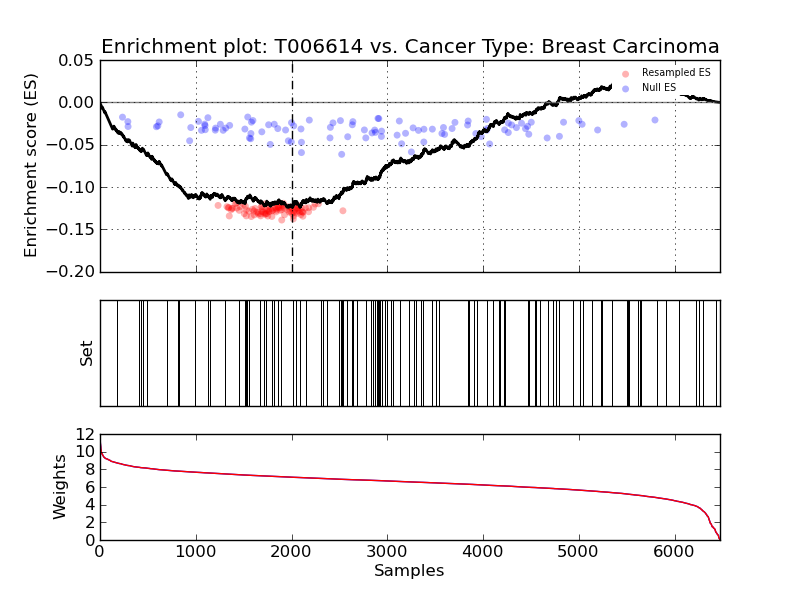 Enrichment plot: T006614 vs. Cancer Type: Breast Carcinoma
Enrichment score (ES)
0.05
0.00
−0.05
−0.10
−0.15
−0.20
Resampled ES
Null ES
Set
Weights
12
10
8
6
4
2
0
0 1000 2000 3000 4000 5000 6000
Samples